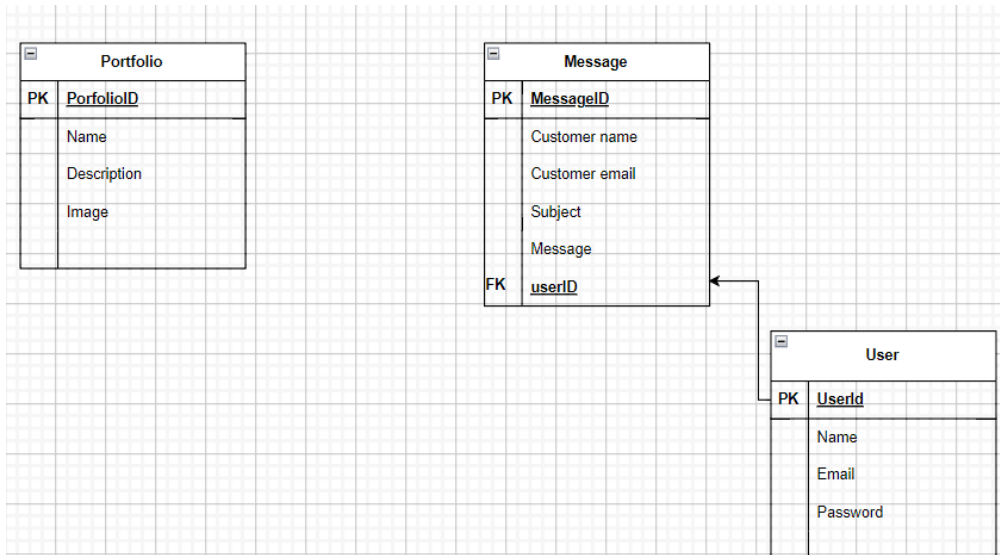 Portfolio
PK PorfolioID
Name
Description
Image
Message
PK MessageID
Customer name
Customer email
Subject
Message
FK userID
User
PK UserId
Name
Email
Password